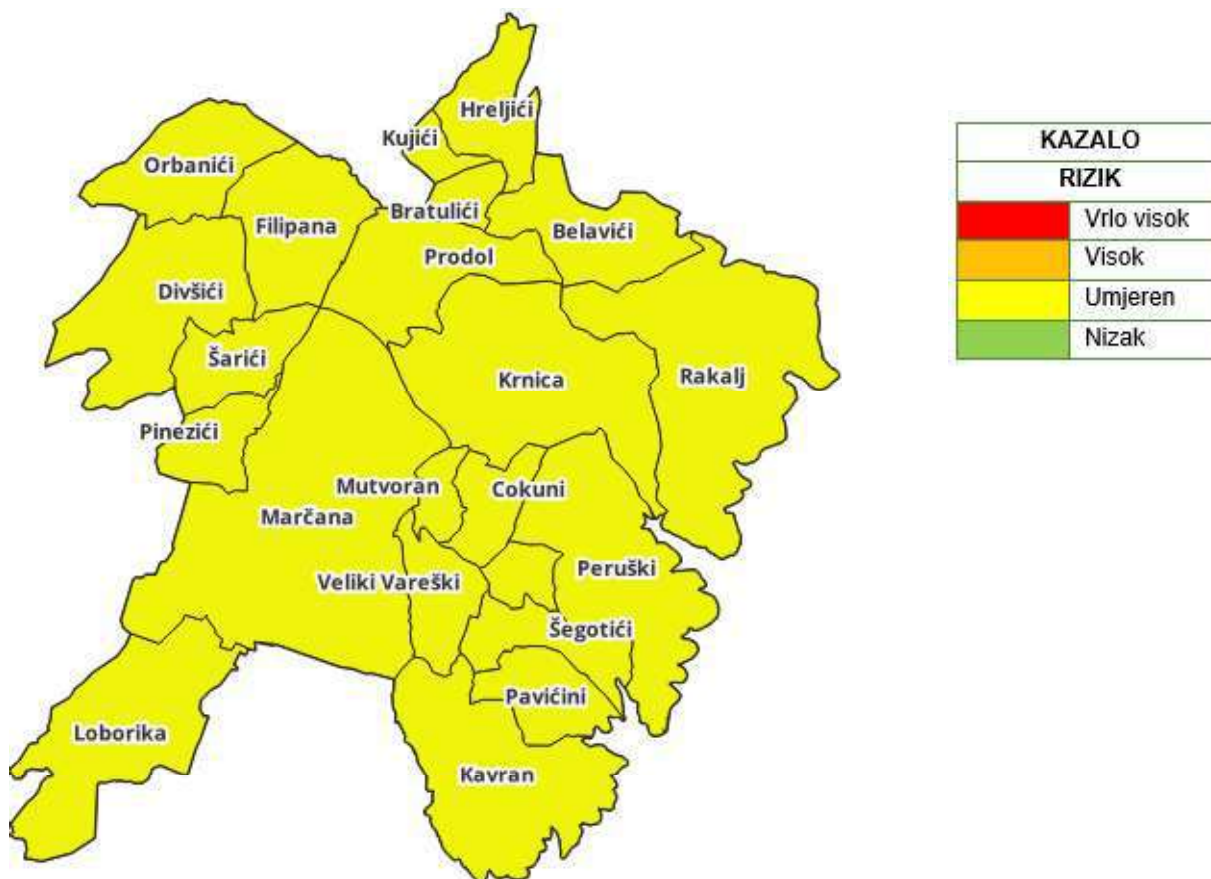 Hreljići
Kujići
Orbanići
Bratulići
Filipana
Belavići
Prodol
Divšići
Šarići
Krnica
Rakalj
Pinezići
Mutvoran
Cokuni
Marčana
Peruški
Veliki Vareški
Šegotići
Pavićini
Loborika
Kavran
KAZALO
RIZIK
Vrlo visok
Visok
Umjeren
Nizak